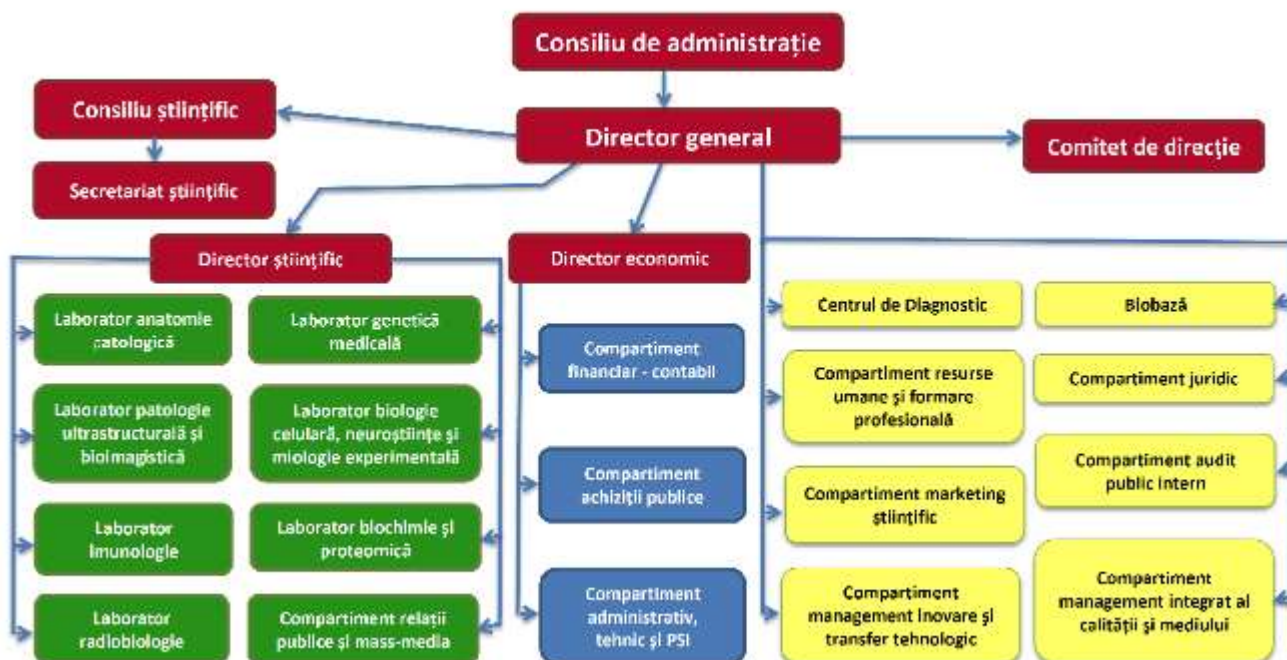 Consiliu de administrație
Consiliu științific
Director general
Comitet de direcție
Secretariat științific
Director științific
Director economic
Laborator anatomie
patologică
Laborator genetică
medicală
Laborator patologie
ultrastructurală și
bioimagistică
Laborator biologie
celulară, neuroștiințe și
miologie experimentală
Laborator
imunologie
Laborator biochimie și
proteomică
Laborator
radiobiologie
Compartiment relații
publice și mass-media
Compartiment
financiar - contabil
Compartiment
achiziții publice
Compartiment
administrativ,
tehnic și PSI
Centrul de Diagnostic
Biobază
Compartiment resurse
umane și formare
profesională
Compartiment juridic
Compartiment marketing
științific
Compartiment audit
public intern
Compartiment
management inovare și
transfer tehnologic
Compartiment
management integrat al
calității și mediului